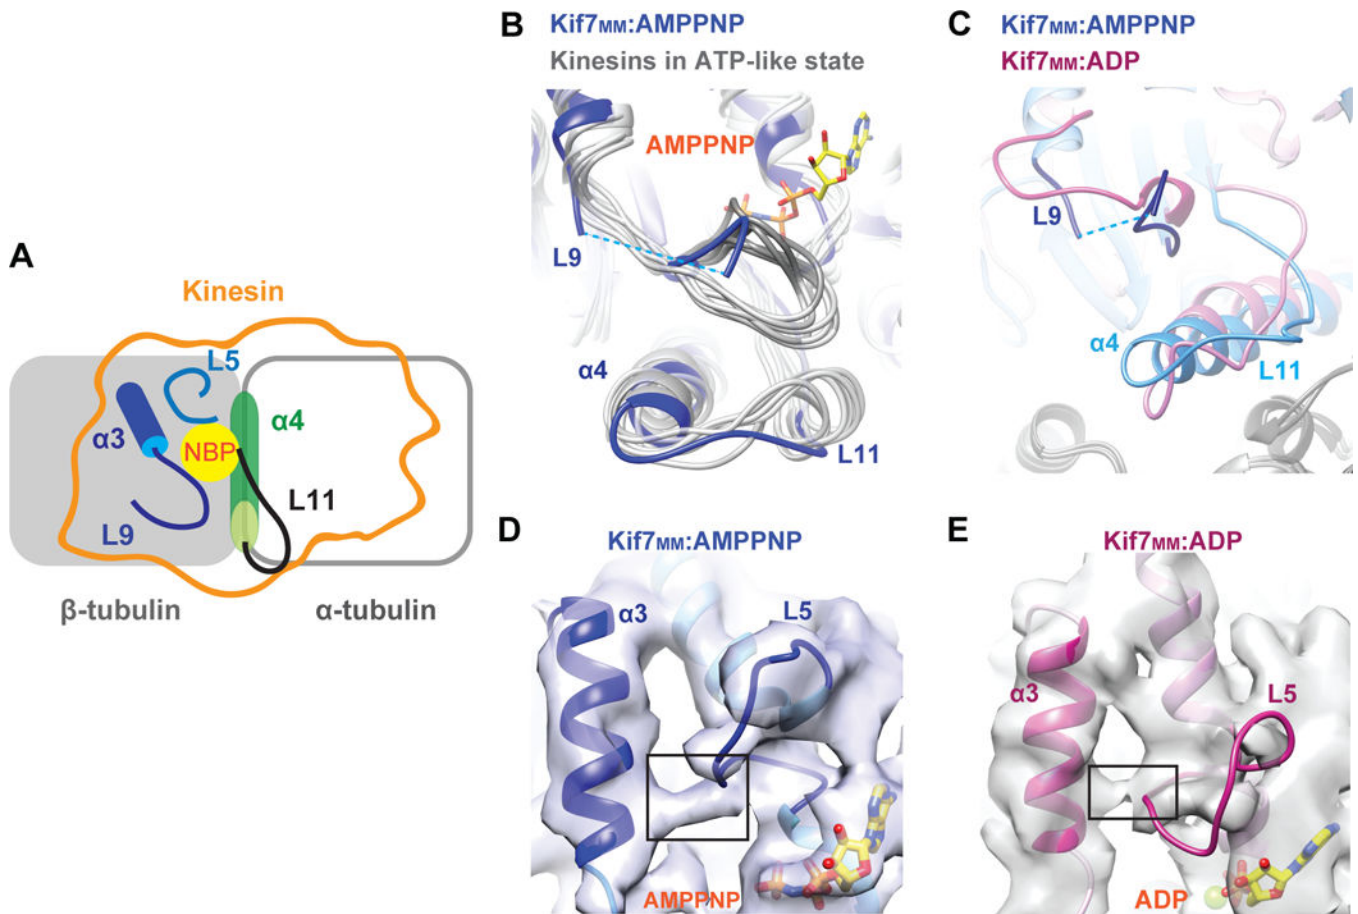 A
Kinesin
L5
α3
α4
NBP
L11
L9
β-tubulin
α-tubulin
B
Kif7MM:AMPPNP
Kinesins in ATP-like state
AMPPNP
L9
α4
L11
C
Kif7MM:AMPPNP
Kif7MM:ADP
L9
α4
L11
D
Kif7MM:AMPPNP
α3
L5
AMPPNP
E
Kif7MM:ADP
α3
L5
ADP